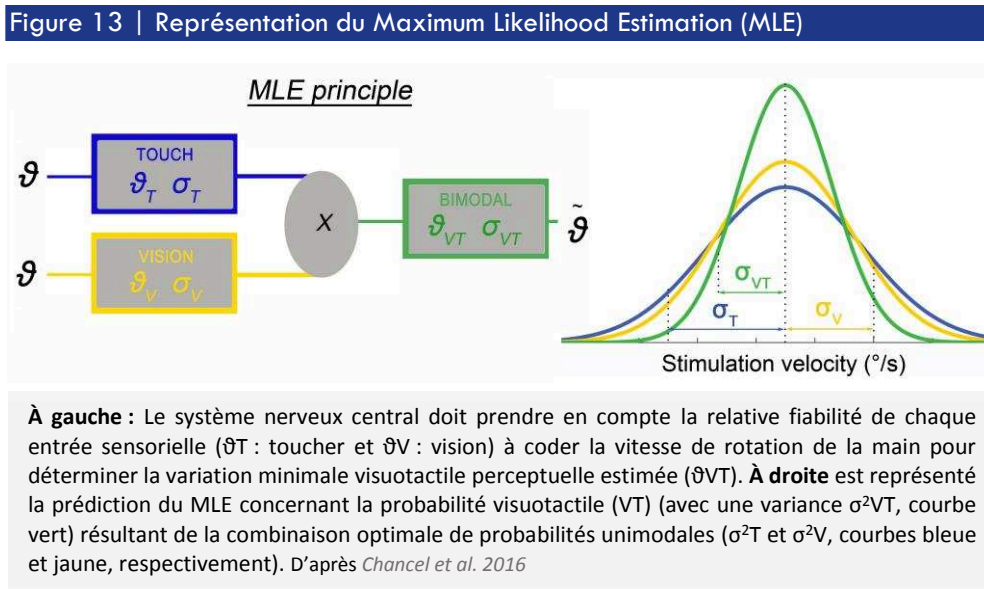 Figure 13 | Représentation du Maximum Likelihood Estimation (MLE)
MLE principle
ϑ
TOUCH
ϑT σT
ϑ
VISION
ϑV σV
X
BIMODAL
ϑVT σVT
ϑ̃
σVT
σT
σV
Stimulation velocity (°/s)
À gauche : Le système nerveux central doit prendre en compte la relative fiabilité de chaque
entrée sensorielle (ϑT : toucher et ϑV : vision) à coder la vitesse de rotation de la main pour
déterminer la variation minimale visuotactile perceptuelle estimée (ϑVT). À droite est représenté
la prédiction du MLE concernant la probabilité visuotactile (VT) (avec une variance σ²VT, courbe
vert) résultant de la combinaison optimale de probabilités unimodales (σ²T et σ²V, courbes bleue
et jaune, respectivement). D’après Chancel et al. 2016